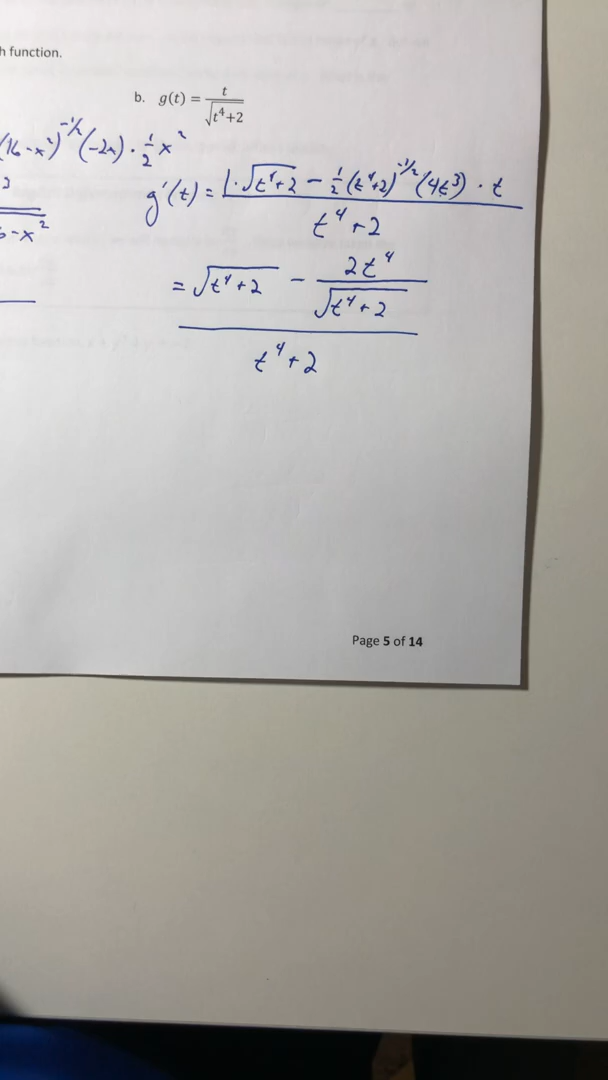 h function.
b. g(t) = t/√(t⁴+2)
(16-x²)^(-1/2) (-2x) · 1/2 x²
g'(t) = (1·√(t⁴+2) - 1/2 (t⁴+2)^(-1/2) (4t³) · t)/(t⁴+2)
-x²
= (√(t⁴+2) - 2t⁴/√(t⁴+2))/(t⁴+2)
Page 5 of 14